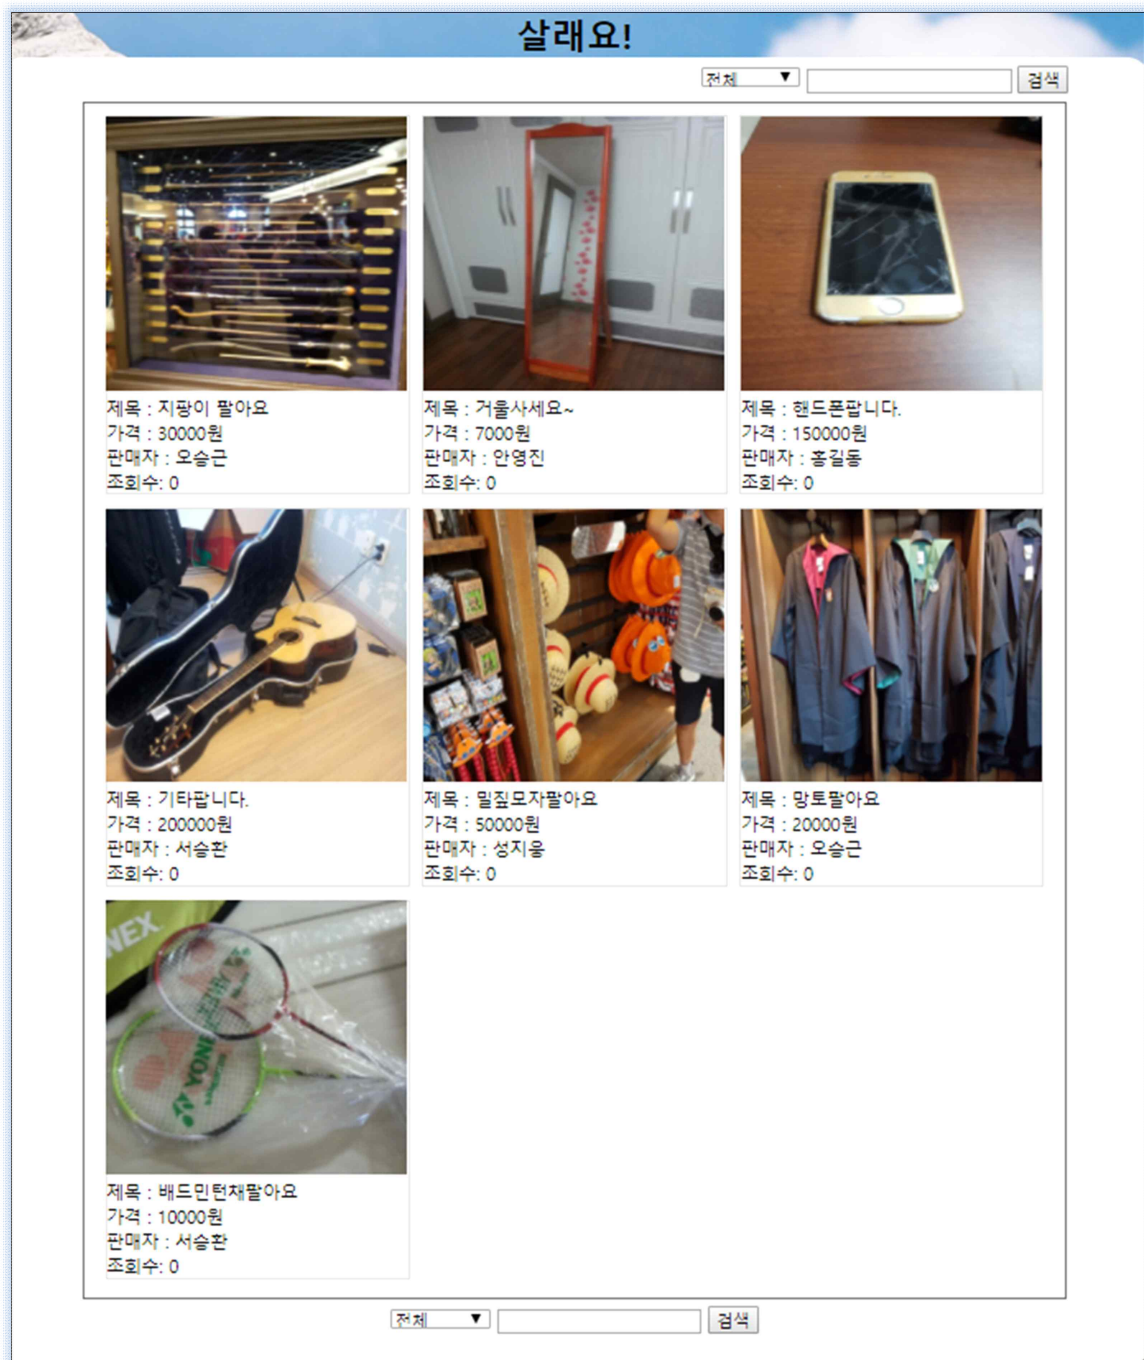 살래요!
전체 ▼ 검색
제목 : 지팡이 팔아요
가격 : 30000원
판매자 : 오승근
조회수: 0
제목 : 거울사세요~
가격 : 7000원
판매자 : 안영진
조회수: 0
제목 : 핸드폰팝니다.
가격 : 150000원
판매자 : 홍길동
조회수: 0
제목 : 기타팝니다.
가격 : 200000원
판매자 : 서승환
조회수: 0
제목 : 밀짚모자팔아요
가격 : 50000원
판매자 : 성지웅
조회수: 0
제목 : 망토팔아요
가격 : 20000원
판매자 : 오승근
조회수: 0
NEX
YONEX
제목 : 배드민턴채팔아요
가격 : 10000원
판매자 : 서승환
조회수: 0
전체 ▼ 검색